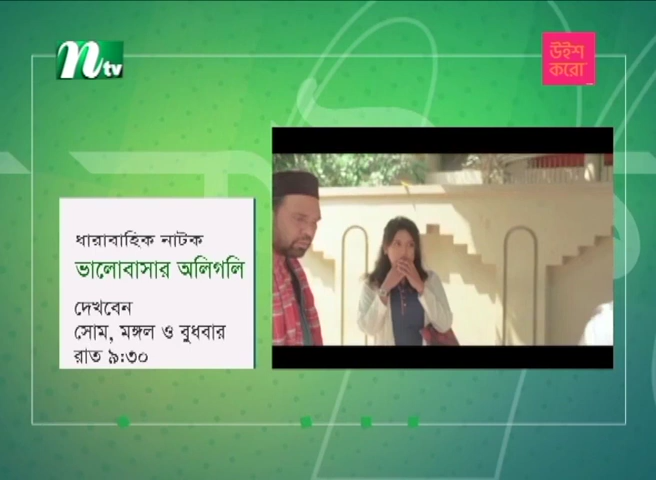 ntv
উইশ
করো
ধারাবাহিক নাটক
ভালোবাসার অলিগলি
দেখবেন
সোম, মঙ্গল ও বুধবার
রাত ৯:৩০